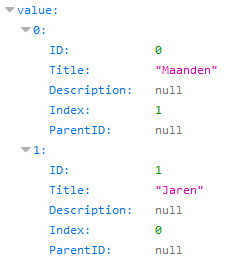 value:
0:
ID: 0
Title: "Maanden"
Description: null
Index: 1
ParentID: null
1:
ID: 1
Title: "Jaren"
Description: null
Index: 0
ParentID: null